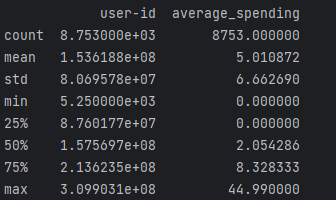 user-id average_spending
count 8.753000e+03 8753.000000
mean 1.536188e+08 5.010872
std 8.069578e+07 6.662690
min 5.250000e+03 0.000000
25% 8.760177e+07 0.000000
50% 1.575697e+08 2.054286
75% 2.136235e+08 8.328333
max 3.099031e+08 44.990000